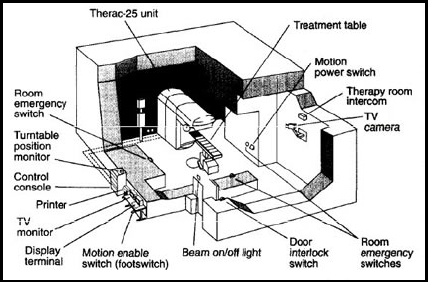 Therac-25 unit
Treatment table
Motion
power switch
Therapy room
intercom
TV
camera
Room
emergency
switch
Turntable
position
monitor
Control
console
Printer
TV
monitor
Display
terminal
Motion enable
switch (footswitch)
Beam on/off light
Door
interlock
switch
Room
emergency
switches